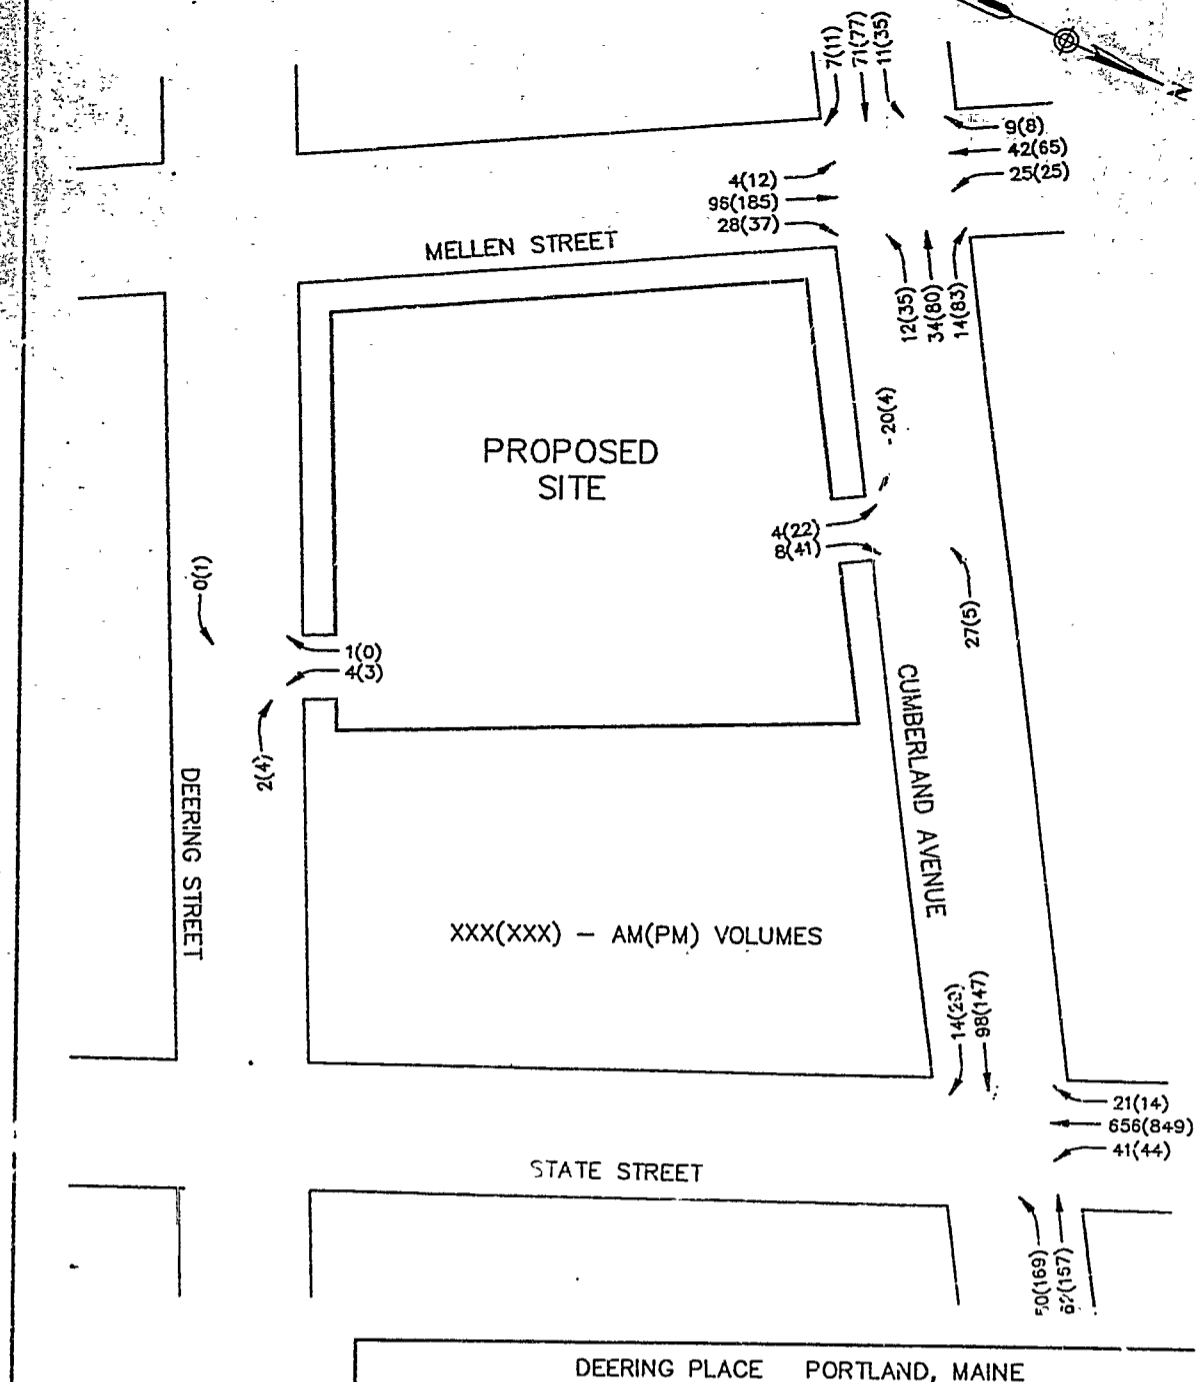 7(11)
71(77)
11(35)
N
9(8)
42(65)
25(25)
4(12)
96(185)
28(37)
MELLEN STREET
12(35)
34(80)
14(83)
20(4)
PROPOSED
SITE
4(22)
8(41)
0(1)
27(5)
1(0)
4(3)
2(4)
CUMBERLAND AVENUE
DEERING STREET
XXX(XXX) – AM(PM) VOLUMES
98(147)
21(14)
656(849)
41(44)
STATE STREET
DEERING PLACE PORTLAND, MAINE